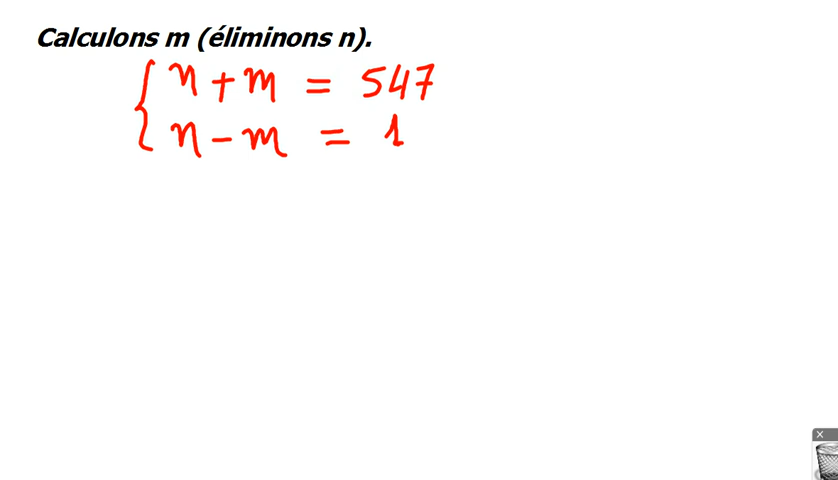 Calculons m (éliminons n).
n + m = 547
n - m = 1